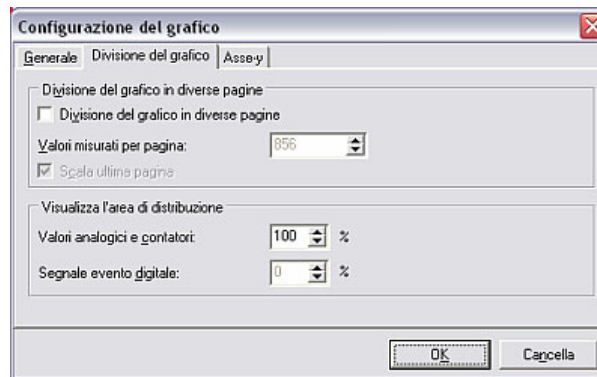 Configurazione del grafico
Generale Divisione del grafico Asse-y
Divisione del grafico in diverse pagine
Divisione del grafico in diverse pagine
Valori misurati per pagina: 856
Scala ultima pagina
Visualizza l'area di distribuzione
Valori analogici e contatori: 100 %
Segnale evento digitale: 0 %
OK Cancella